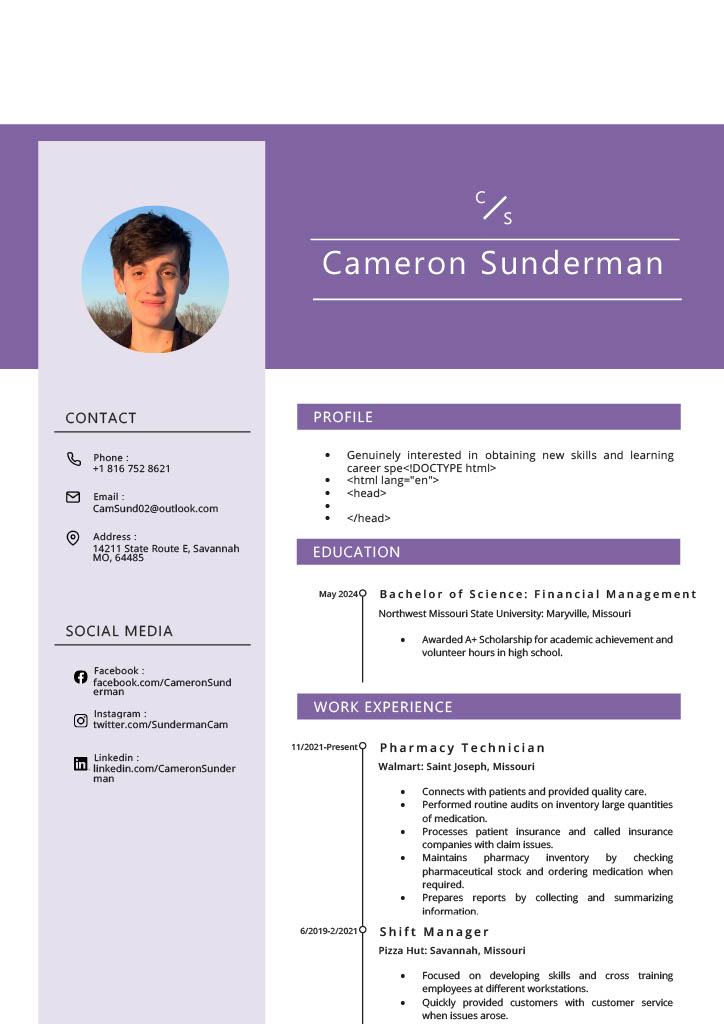 C
S
Cameron Sunderman
CONTACT
Phone :
+1 816 752 8621
Email :
CamSund02@outlook.com
Address :
14211 State Route E, Savannah
MO, 64485
SOCIAL MEDIA
Facebook :
facebook.com/CameronSund
erman
Instagram :
twitter.com/SundermanCam
Linkedin :
linkedin.com/CameronSunder
man
PROFILE
• Genuinely interested in obtaining new skills and learning
career spe<!DOCTYPE html>
• <html lang="en">
• <head>
•
• </head>
EDUCATION
May 2024
Bachelor of Science: Financial Management
Northwest Missouri State University: Maryville, Missouri
• Awarded A+ Scholarship for academic achievement and
volunteer hours in high school.
WORK EXPERIENCE
11/2021-Present
Pharmacy Technician
Walmart: Saint Joseph, Missouri
• Connects with patients and provided quality care.
• Performed routine audits on inventory large quantities
of medication.
• Processes patient insurance and called insurance
companies with claim issues.
• Maintains pharmacy inventory by checking
pharmaceutical stock and ordering medication when
required.
• Prepares reports by collecting and summarizing
information.
6/2019-2/2021
Shift Manager
Pizza Hut: Savannah, Missouri
• Focused on developing skills and cross training
employees at different workstations.
• Quickly provided customers with customer service
when issues arose.